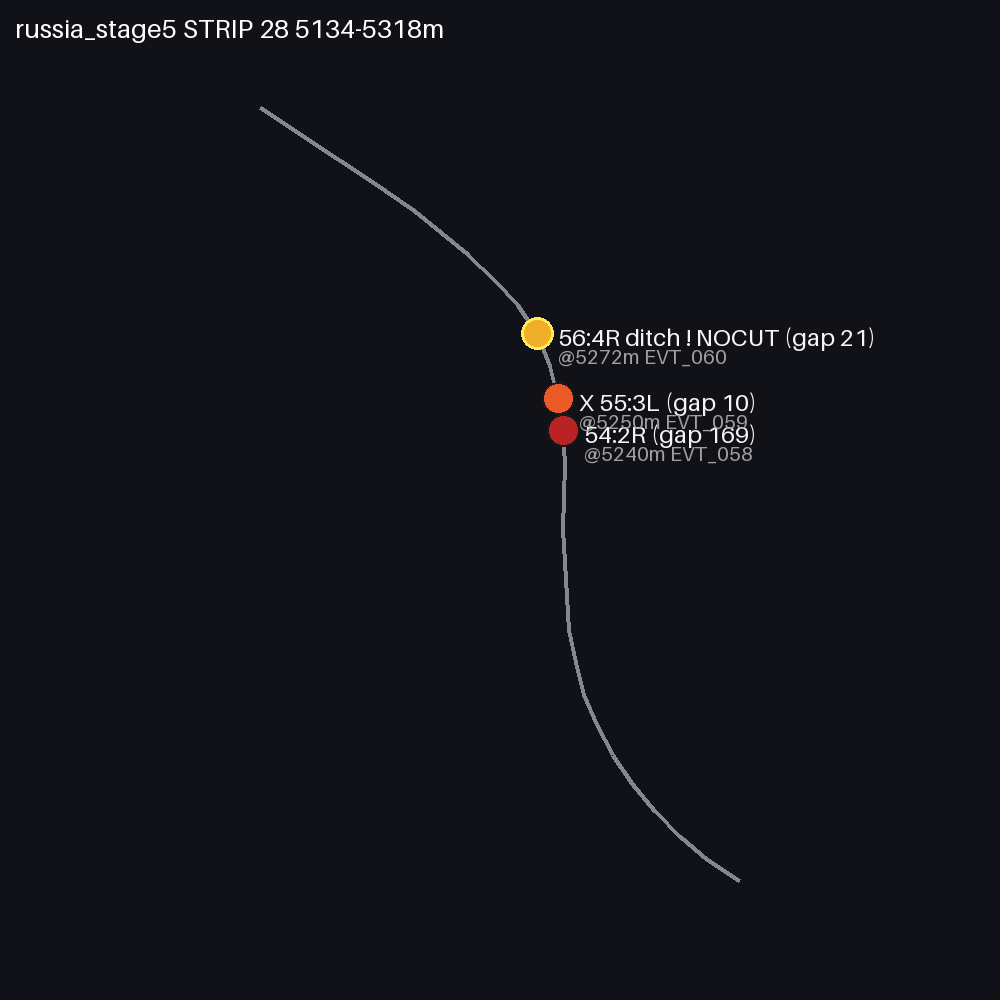 russia_stage5 STRIP 28 5134-5318m
56:4R ditch ! NOCUT (gap 21)
@5272m EVT_060
X 55:3L (gap 10)
@5250m EVT_059
54:2R (gap 169)
@5240m EVT_058